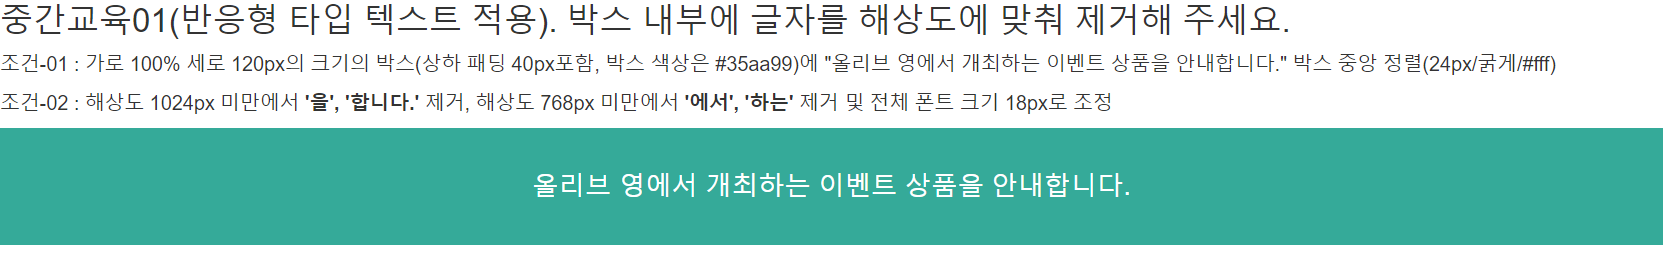 중간교육01(반응형 타입 텍스트 적용). 박스 내부에 글자를 해상도에 맞춰 제거해 주세요.
조건-01 : 가로 100% 세로 120px의 크기의 박스(상하 패딩 40px포함, 박스 색상은 #35aa99)에 "올리브 영에서 개최하는 이벤트 상품을 안내합니다." 박스 중앙 정렬(24px/굵게/#fff)
조건-02 : 해상도 1024px 미만에서 '을', '합니다.' 제거, 해상도 768px 미만에서 '에서', '하는' 제거 및 전체 폰트 크기 18px로 조정
올리브 영에서 개최하는 이벤트 상품을 안내합니다.